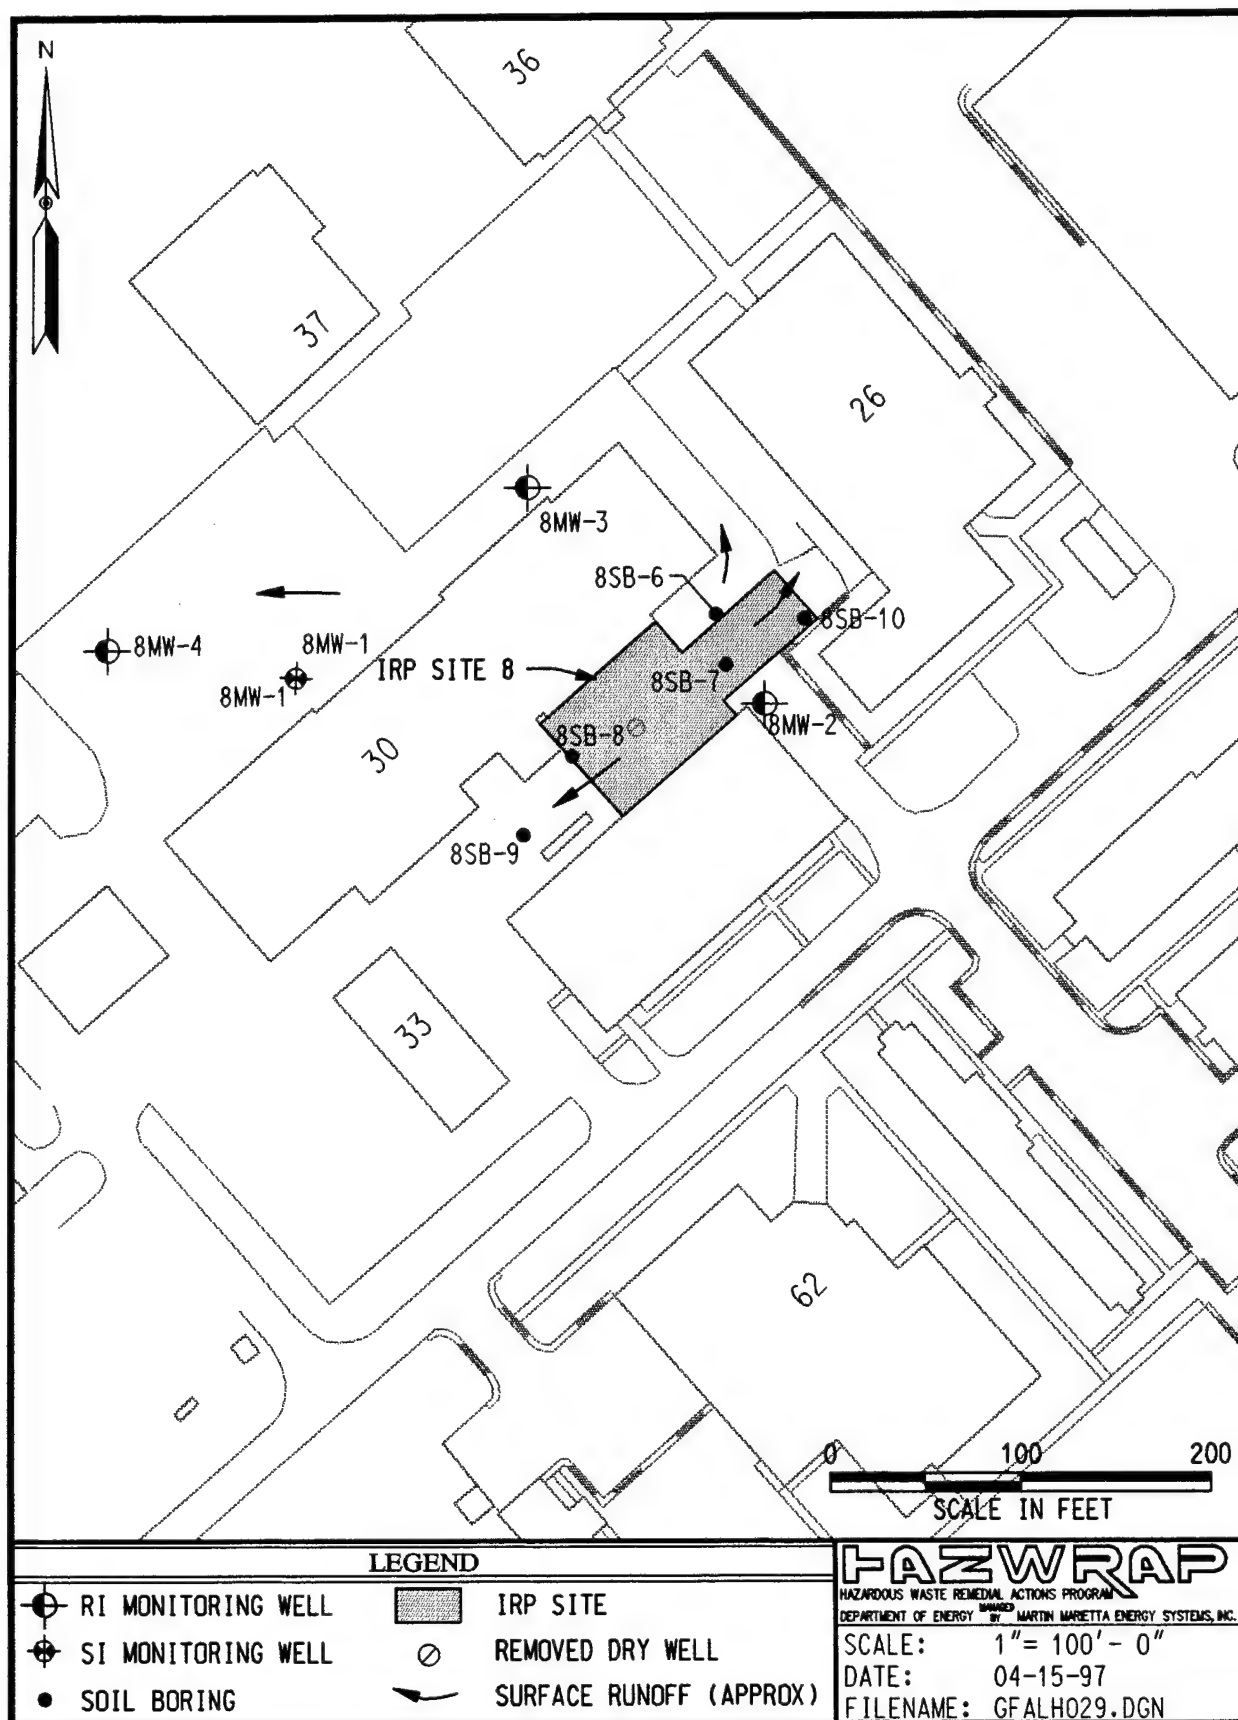 N
36
37
26
8MW-3
8SB-6
8SB-10
8MW-4
8MW-1
8MW-1
IRP SITE 8
8SB-7
8MW-2
8SB-8
30
8SB-9
33
62
0 100 200
SCALE IN FEET
LEGEND
RI MONITORING WELL
SI MONITORING WELL
SOIL BORING
IRP SITE
REMOVED DRY WELL
SURFACE RUNOFF (APPROX)
HAZWRAP
HAZARDOUS WASTE REMEDIAL ACTIONS PROGRAM
DEPARTMENT OF ENERGY MANAGED BY MARTIN MARIETTA ENERGY SYSTEMS, INC.
SCALE: 1"= 100'- 0"
DATE: 04-15-97
FILENAME: GFALH029.DGN